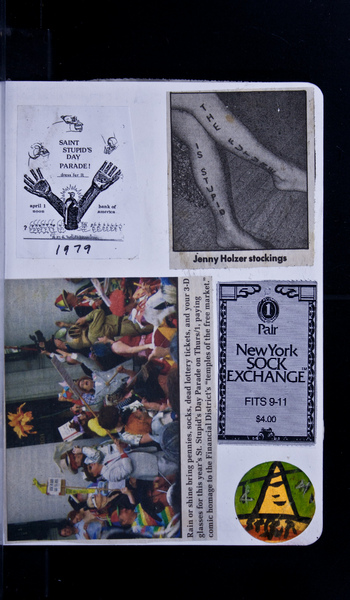 SAINT
STUPID'S
DAY
PARADE!
april 1
noon
bank of
america
1979
THE
IS STUPID
Jenny Holzer stockings
Rain or shine bring pennies, socks, dead lottery tickets, and your 3-D
glasses for this year's St. Stupid's Day Parade on Thurs/1, paying
comic homage to the Financial District's "temples of the free market."
1
Pair
New York
SOCK
EXCHANGE™
FITS 9-11
$4.00